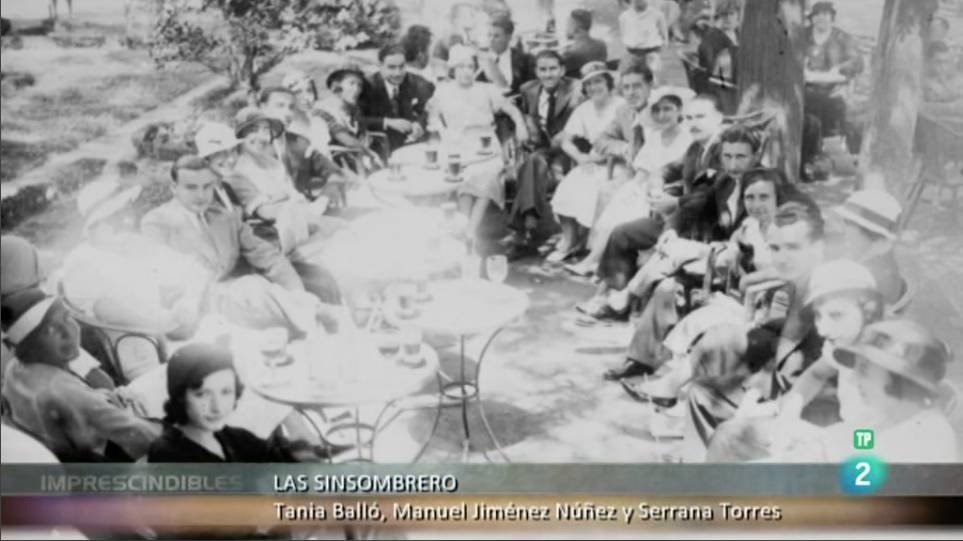 TP
2
IMPRESCINDIBLES
LAS SINSOMBRERO
Tania Balló, Manuel Jiménez Núñez y Serrana Torres